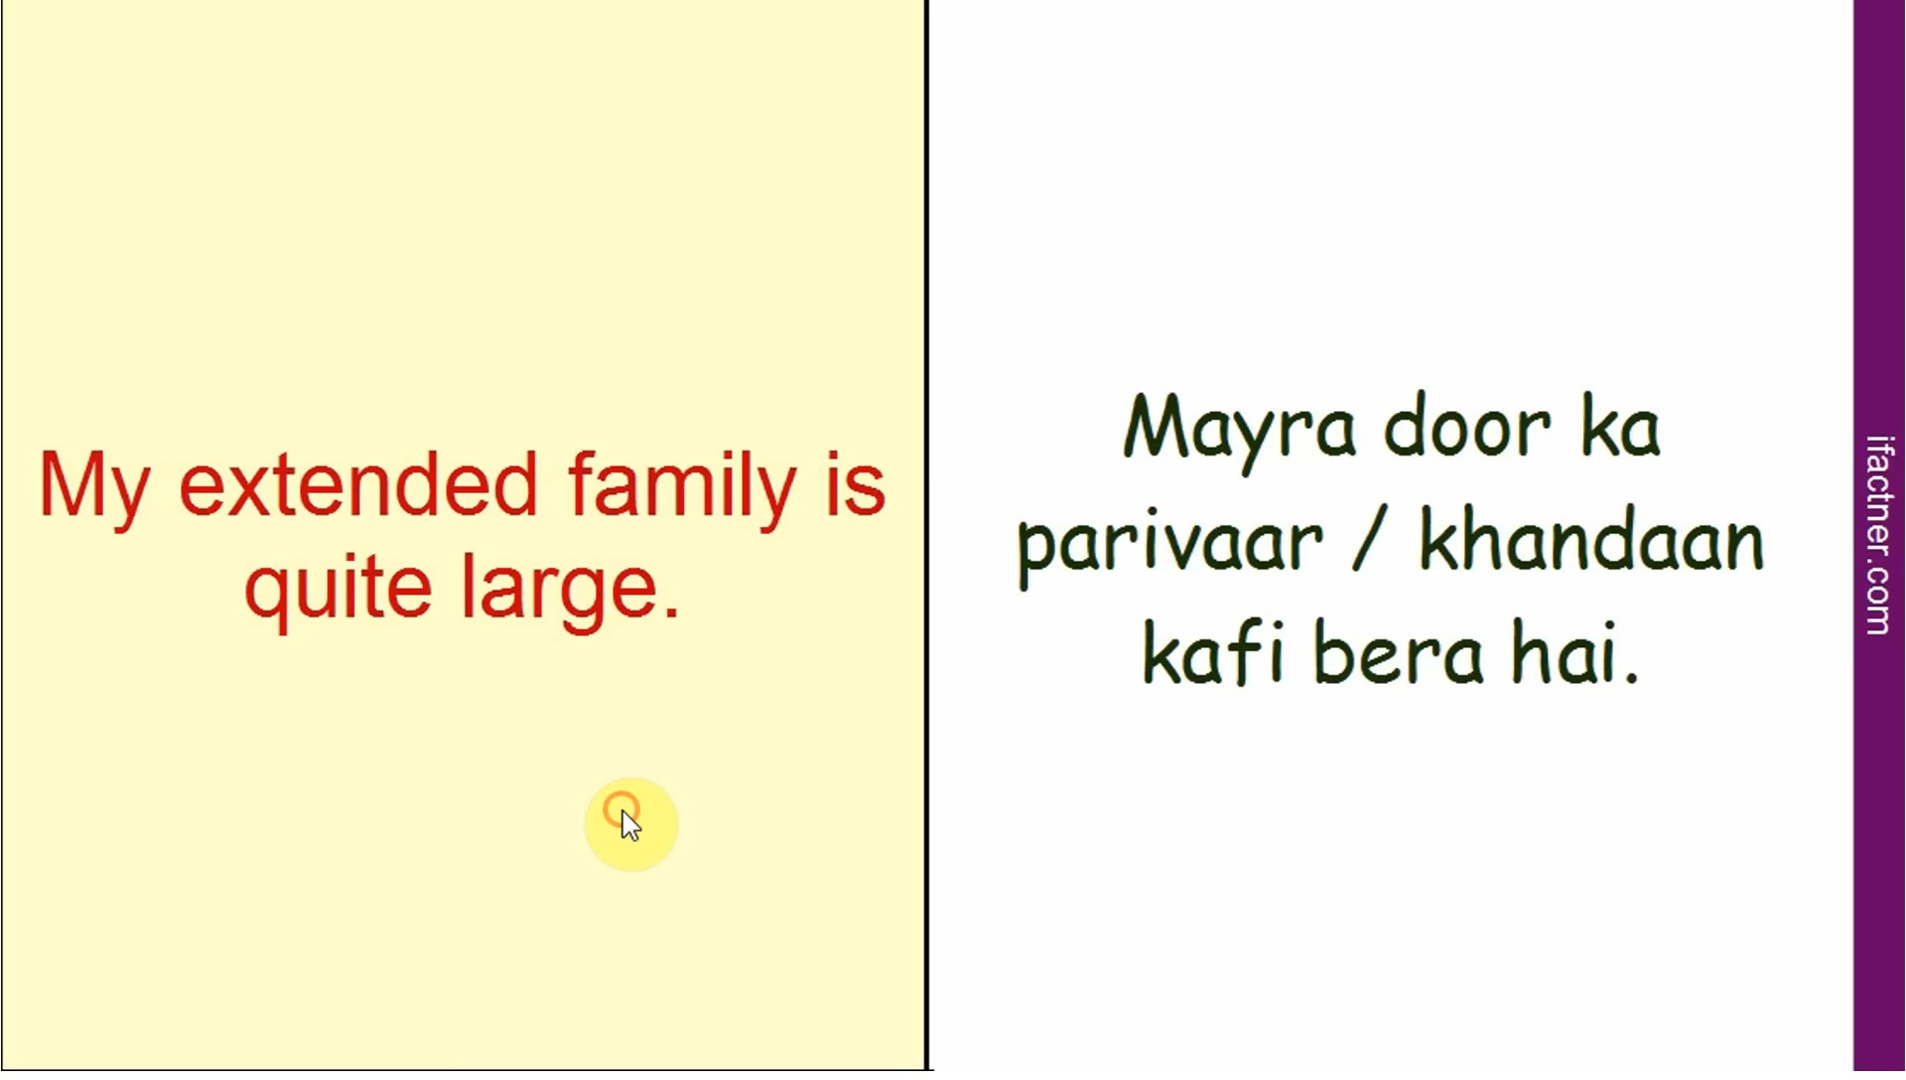 My extended family is
quite large.
Mayra door ka
parivaar / khandaan
kafi bera hai.
ifactner.com